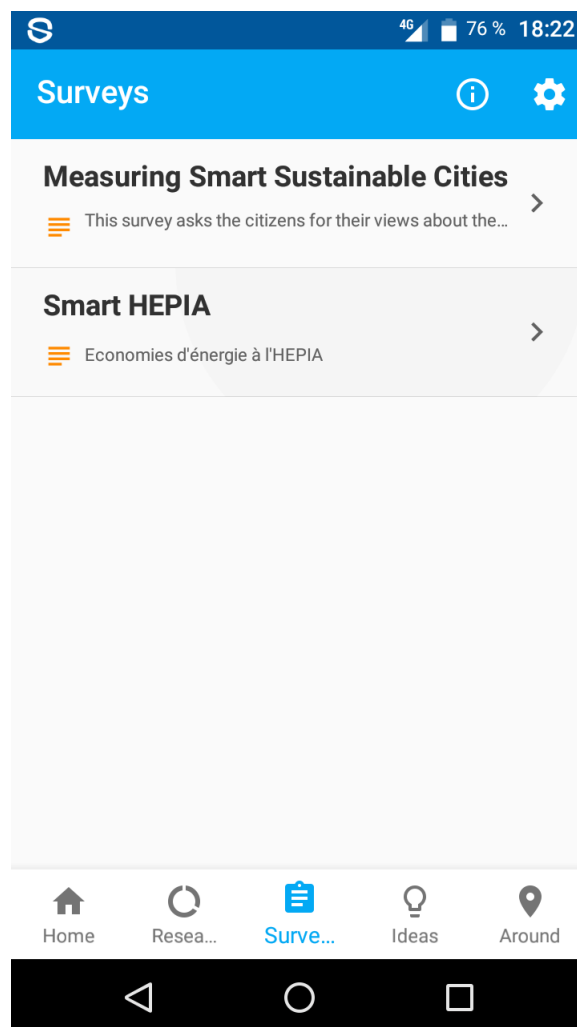 4G 76 % 18:22
Surveys
Measuring Smart Sustainable Cities
This survey asks the citizens for their views about the...
Smart HEPIA
Economies d'énergie à l'HEPIA
Home Resea... Surve... Ideas Around